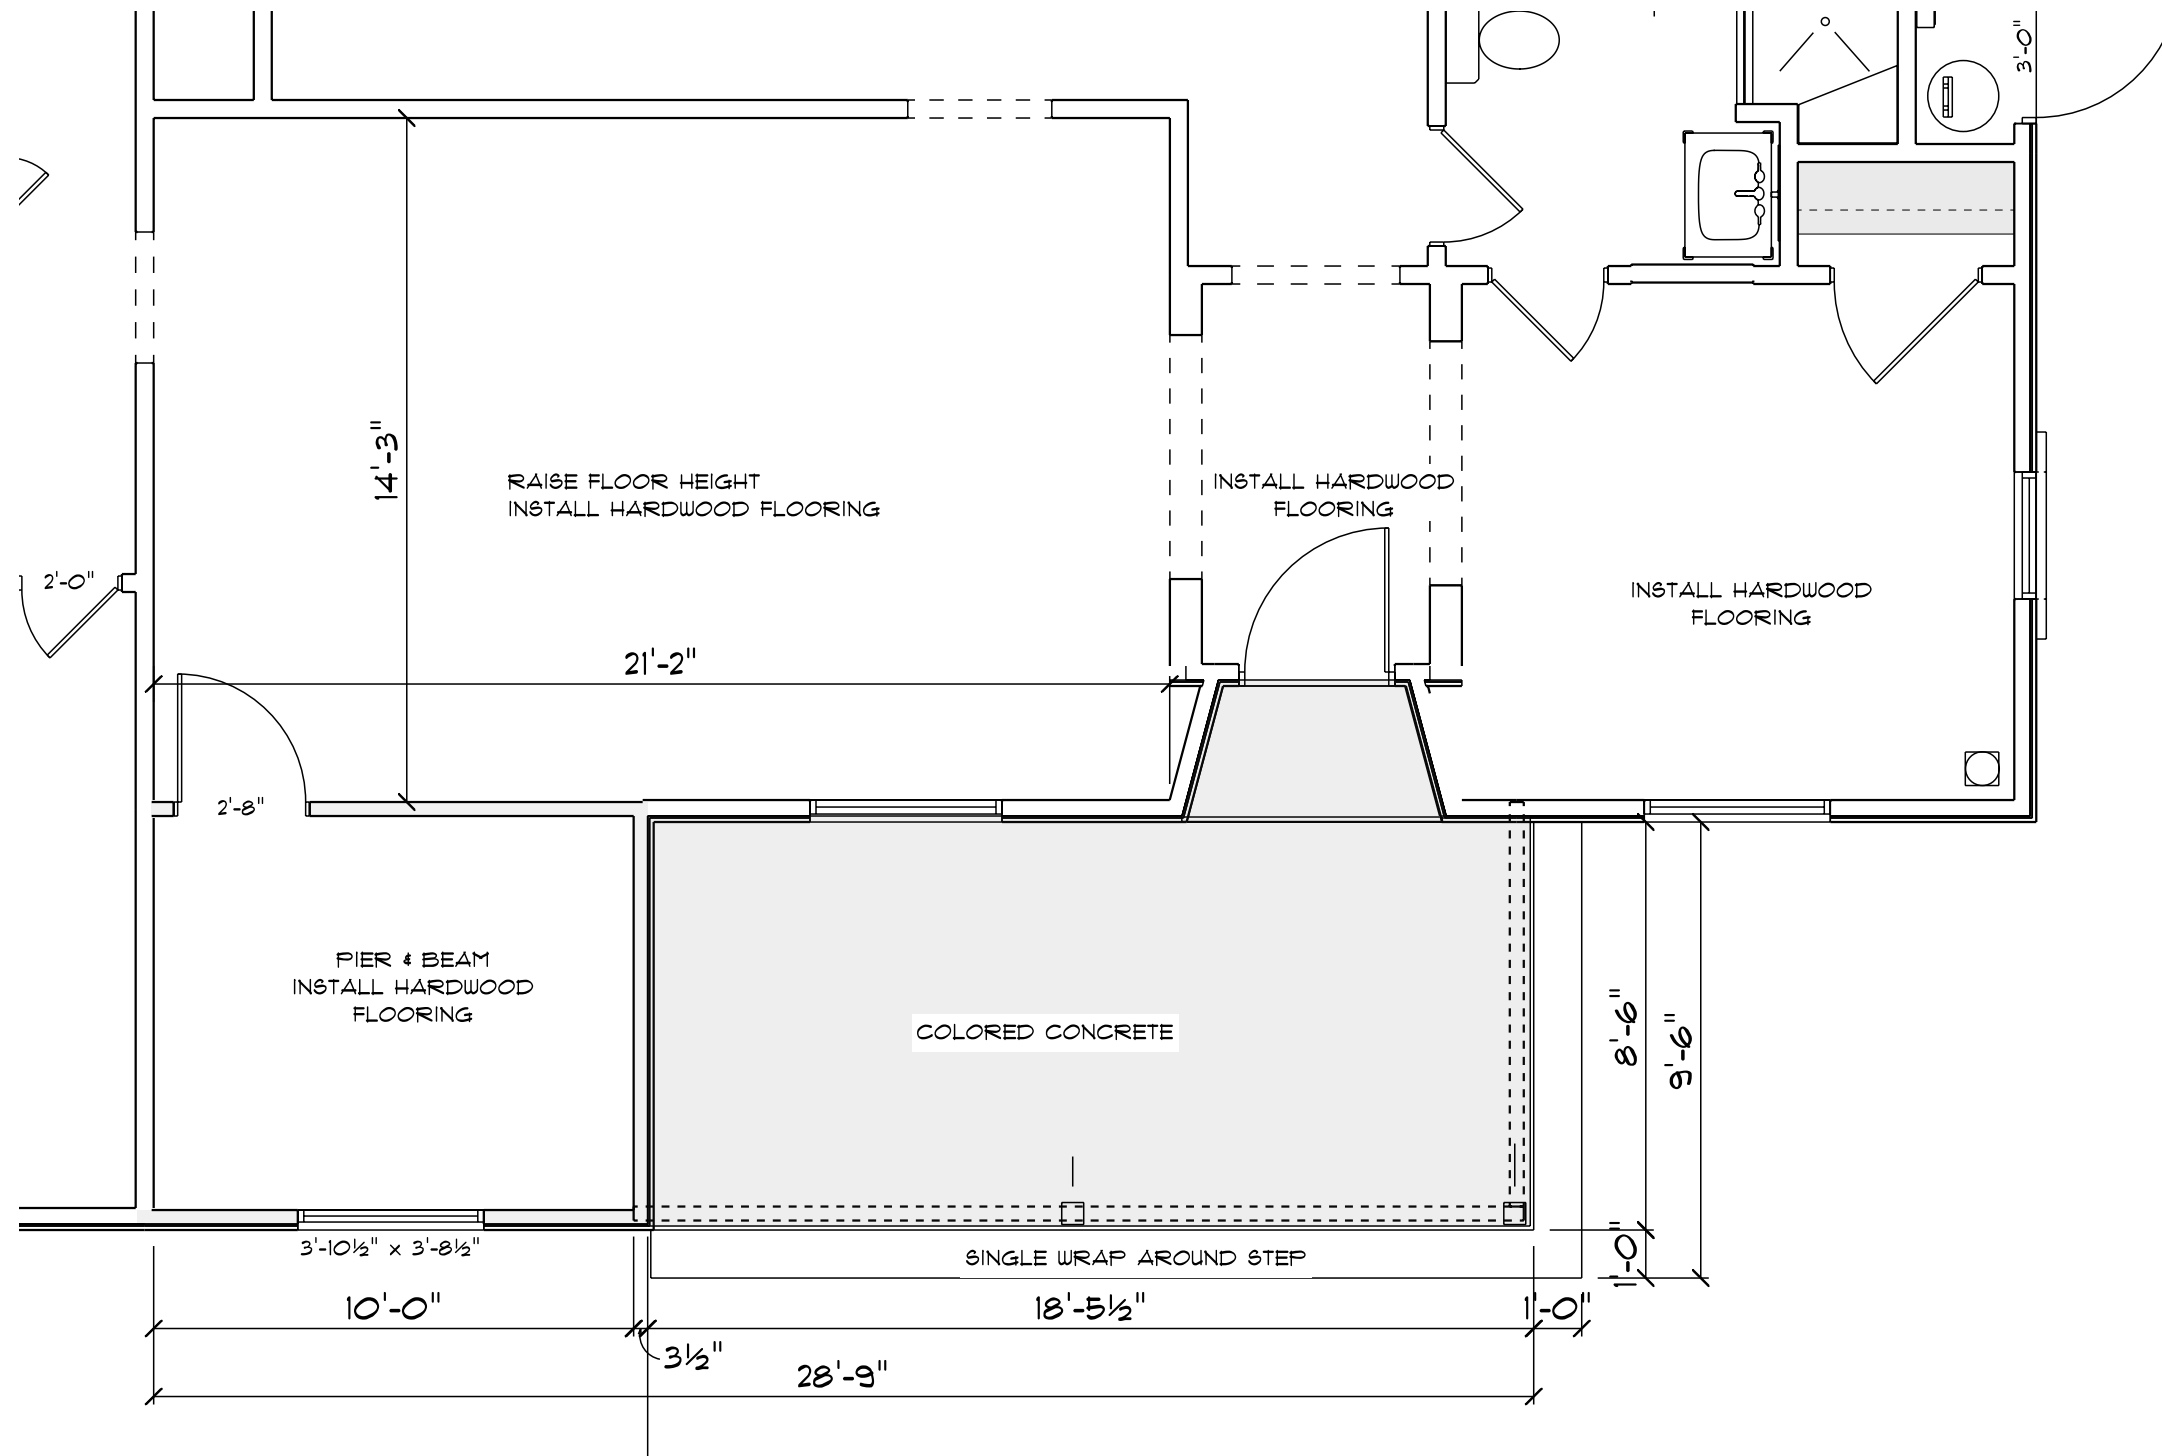 3'-0"
14'-3"
RAISE FLOOR HEIGHT
INSTALL HARDWOOD FLOORING
INSTALL HARDWOOD
FLOORING
2'-0"
INSTALL HARDWOOD
FLOORING
21'-2"
2'-8"
PIER & BEAM
INSTALL HARDWOOD
FLOORING
COLORED CONCRETE
8'-6"
9'-6"
1'-0"
3'-10½" x 3'-8½"
SINGLE WRAP AROUND STEP
10'-0"
18'-5½"
1'-0"
3½"
28'-9"